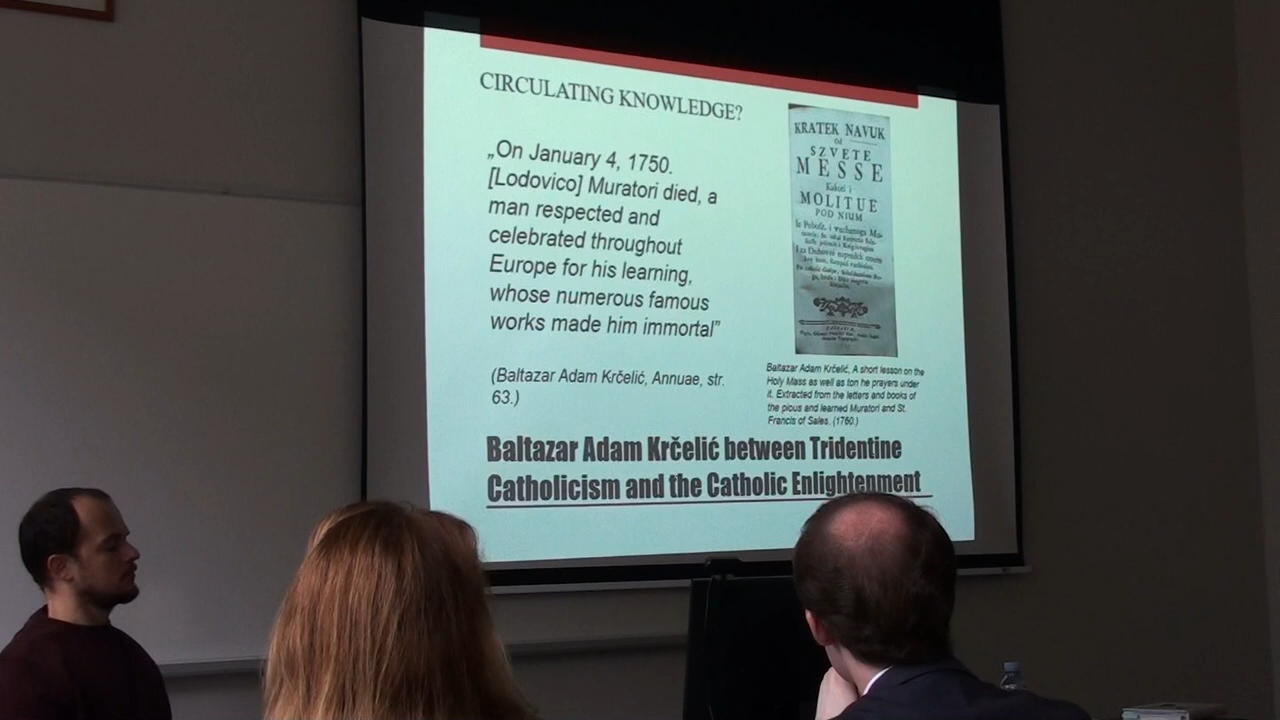 CIRCULATING KNOWLEDGE?
„On January 4, 1750.
[Lodovico] Muratori died, a
man respected and
celebrated throughout
Europe for his learning,
whose numerous famous
works made him immortal”
(Baltazar Adam Krčelić, Annuae, str.
63.)
KRATEK NAVUK
od
SZVETE
MESSE
Kakoti i
MOLITUE
POD NIUM
Baltazar Adam Krčelić, A short lesson on the
Holy Mass as well as ton he prayers under
it. Extracted from the letters and books of
the pious and learned Muratori and St.
Francis of Sales. (1760.)
Baltazar Adam Krčelić between Tridentine
Catholicism and the Catholic Enlightenment